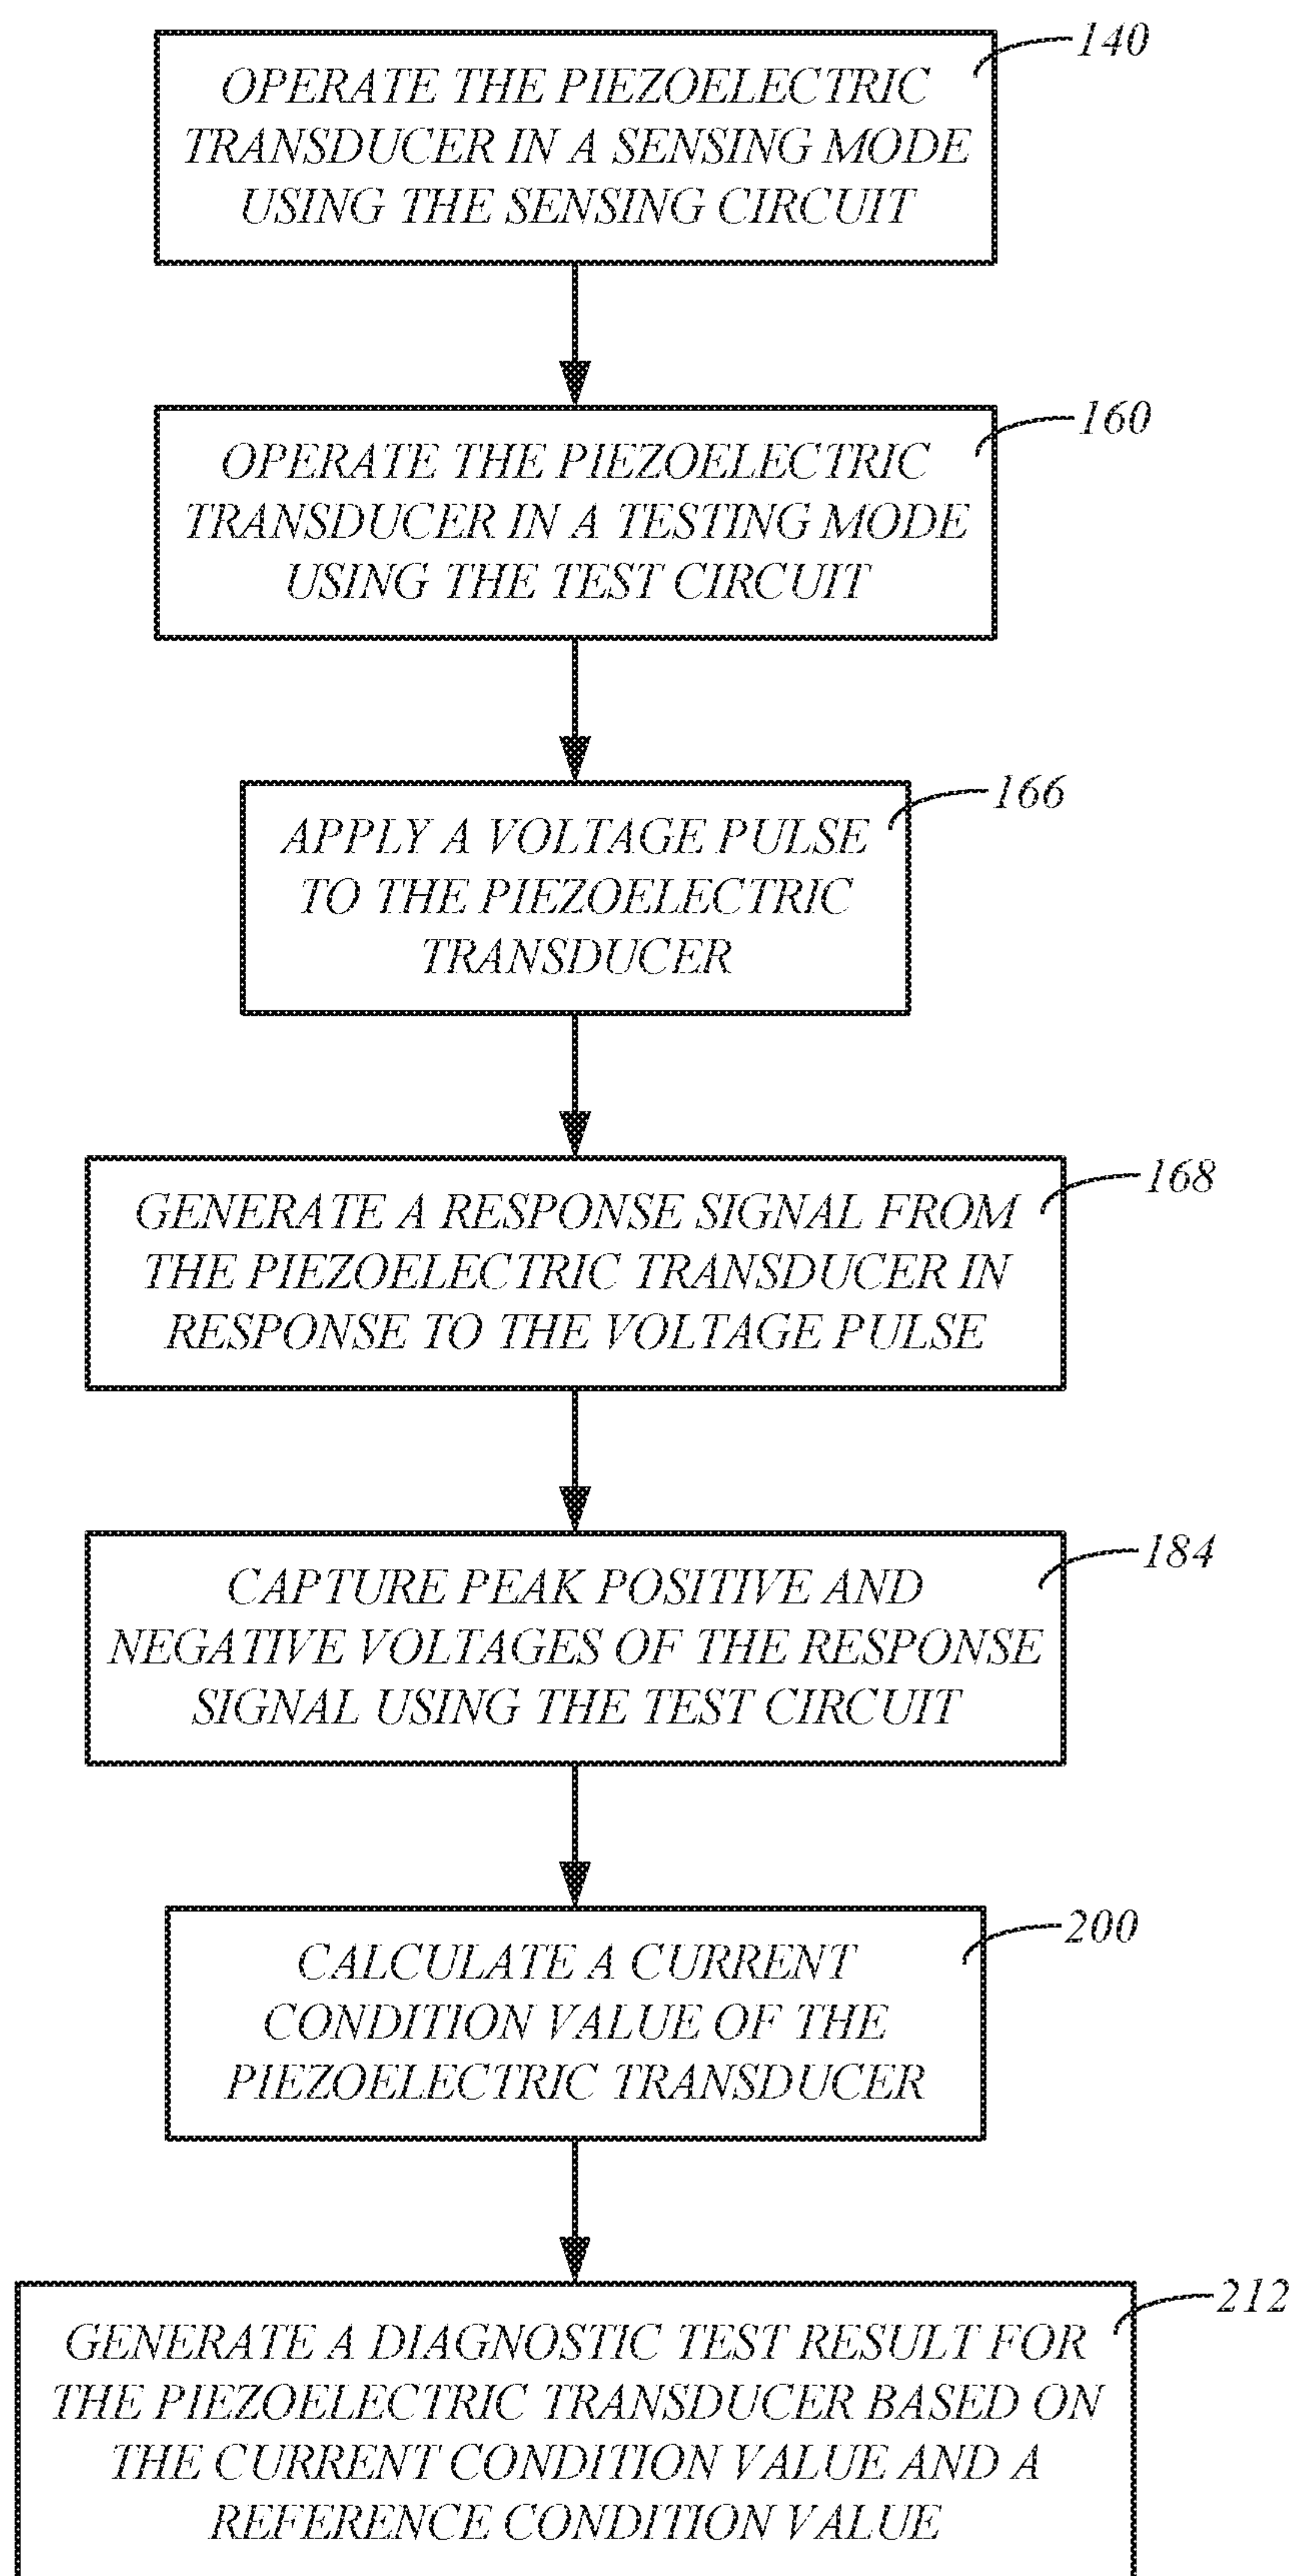 140
OPERATE THE PIEZOELECTRIC
TRANSDUCER IN A SENSING MODE
USING THE SENSING CIRCUIT
160
OPERATE THE PIEZOELECTRIC
TRANSDUCER IN A TESTING MODE
USING THE TEST CIRCUIT
166
APPLY A VOLTAGE PULSE
TO THE PIEZOELECTRIC
TRANSDUCER
168
GENERATE A RESPONSE SIGNAL FROM
THE PIEZOELECTRIC TRANSDUCER IN
RESPONSE TO THE VOLTAGE PULSE
184
CAPTURE PEAK POSITIVE AND
NEGATIVE VOLTAGES OF THE RESPONSE
SIGNAL USING THE TEST CIRCUIT
200
CALCULATE A CURRENT
CONDITION VALUE OF THE
PIEZOELECTRIC TRANSDUCER
212
GENERATE A DIAGNOSTIC TEST RESULT FOR
THE PIEZOELECTRIC TRANSDUCER BASED ON
THE CURRENT CONDITION VALUE AND A
REFERENCE CONDITION VALUE